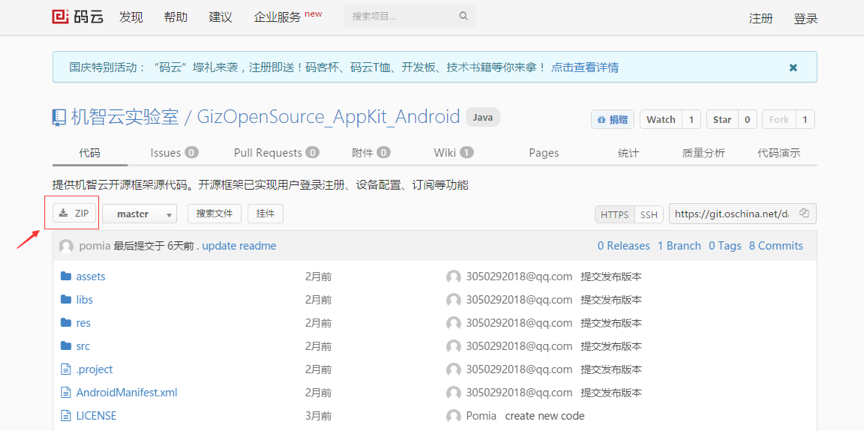 码云 发现 帮助 建议 企业服务 new 搜索项目... 注册 登录
国庆特别活动：“码云”壕礼来袭，注册即送！码客杯、码云T恤、开发板、技术书籍等你来拿！ 点击查看详情 ×
机智云实验室 / GizOpenSource_AppKit_Android Java 捐赠 Watch 1 Star 0 Fork 1
代码 Issues 0 Pull Requests 0 附件 0 Wiki 1 Pages 统计 质量分析 代码演示
提供机智云开源框架源代码。开源框架已实现用户登录注册、设备配置、订阅等功能
ZIP master 搜索文件 挂件 HTTPS SSH https://git.oschina.net/da
pomia 最后提交于 6天前 . update readme 0 Releases 1 Branch 0 Tags 8 Commits
assets 2月前 3050292018@qq.com 提交发布版本
libs 2月前 3050292018@qq.com 提交发布版本
res 2月前 3050292018@qq.com 提交发布版本
src 2月前 3050292018@qq.com 提交发布版本
.project 2月前 3050292018@qq.com 提交发布版本
AndroidManifest.xml 2月前 3050292018@qq.com 提交发布版本
LICENSE 3月前 Pomia create new code